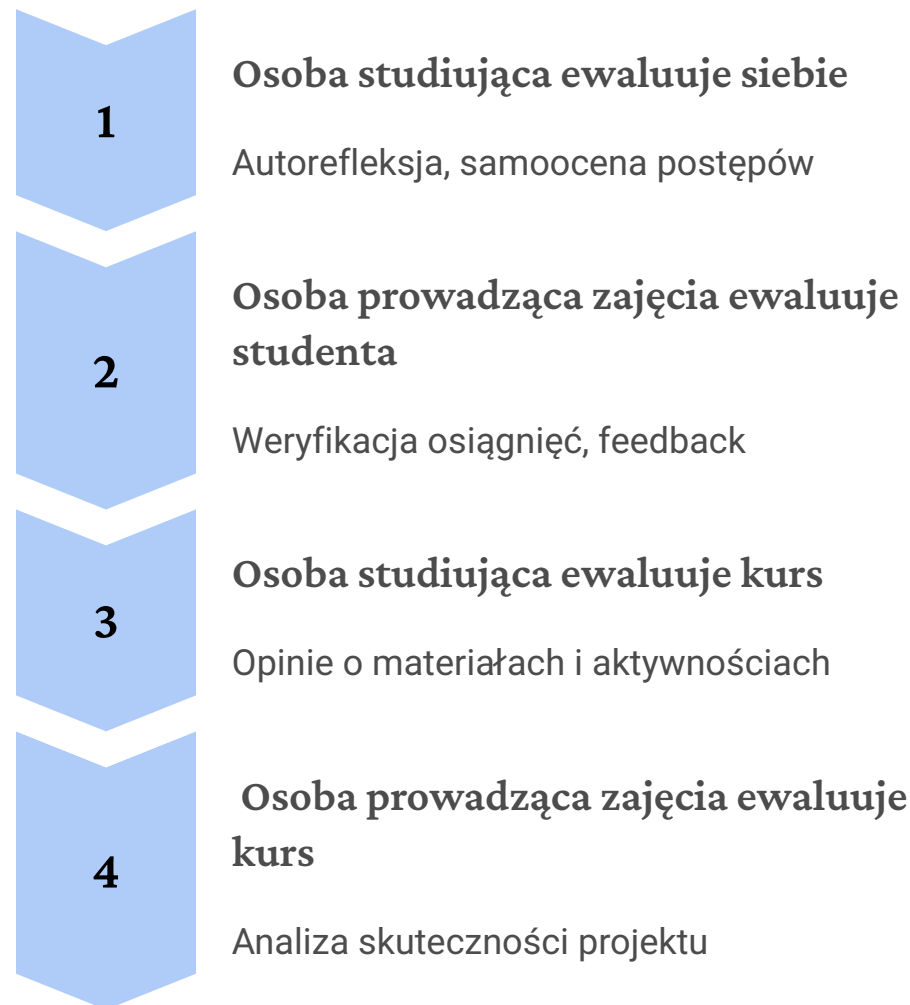 1
Osoba studiująca ewaluuje siebie
Autorefleksja, samoocena postępów
2
Osoba prowadząca zajęcia ewaluuje
studenta
Weryfikacja osiągnięć, feedback
3
Osoba studiująca ewaluuje kurs
Opinie o materiałach i aktywnościach
4
Osoba prowadząca zajęcia ewaluuje
kurs
Analiza skuteczności projektu